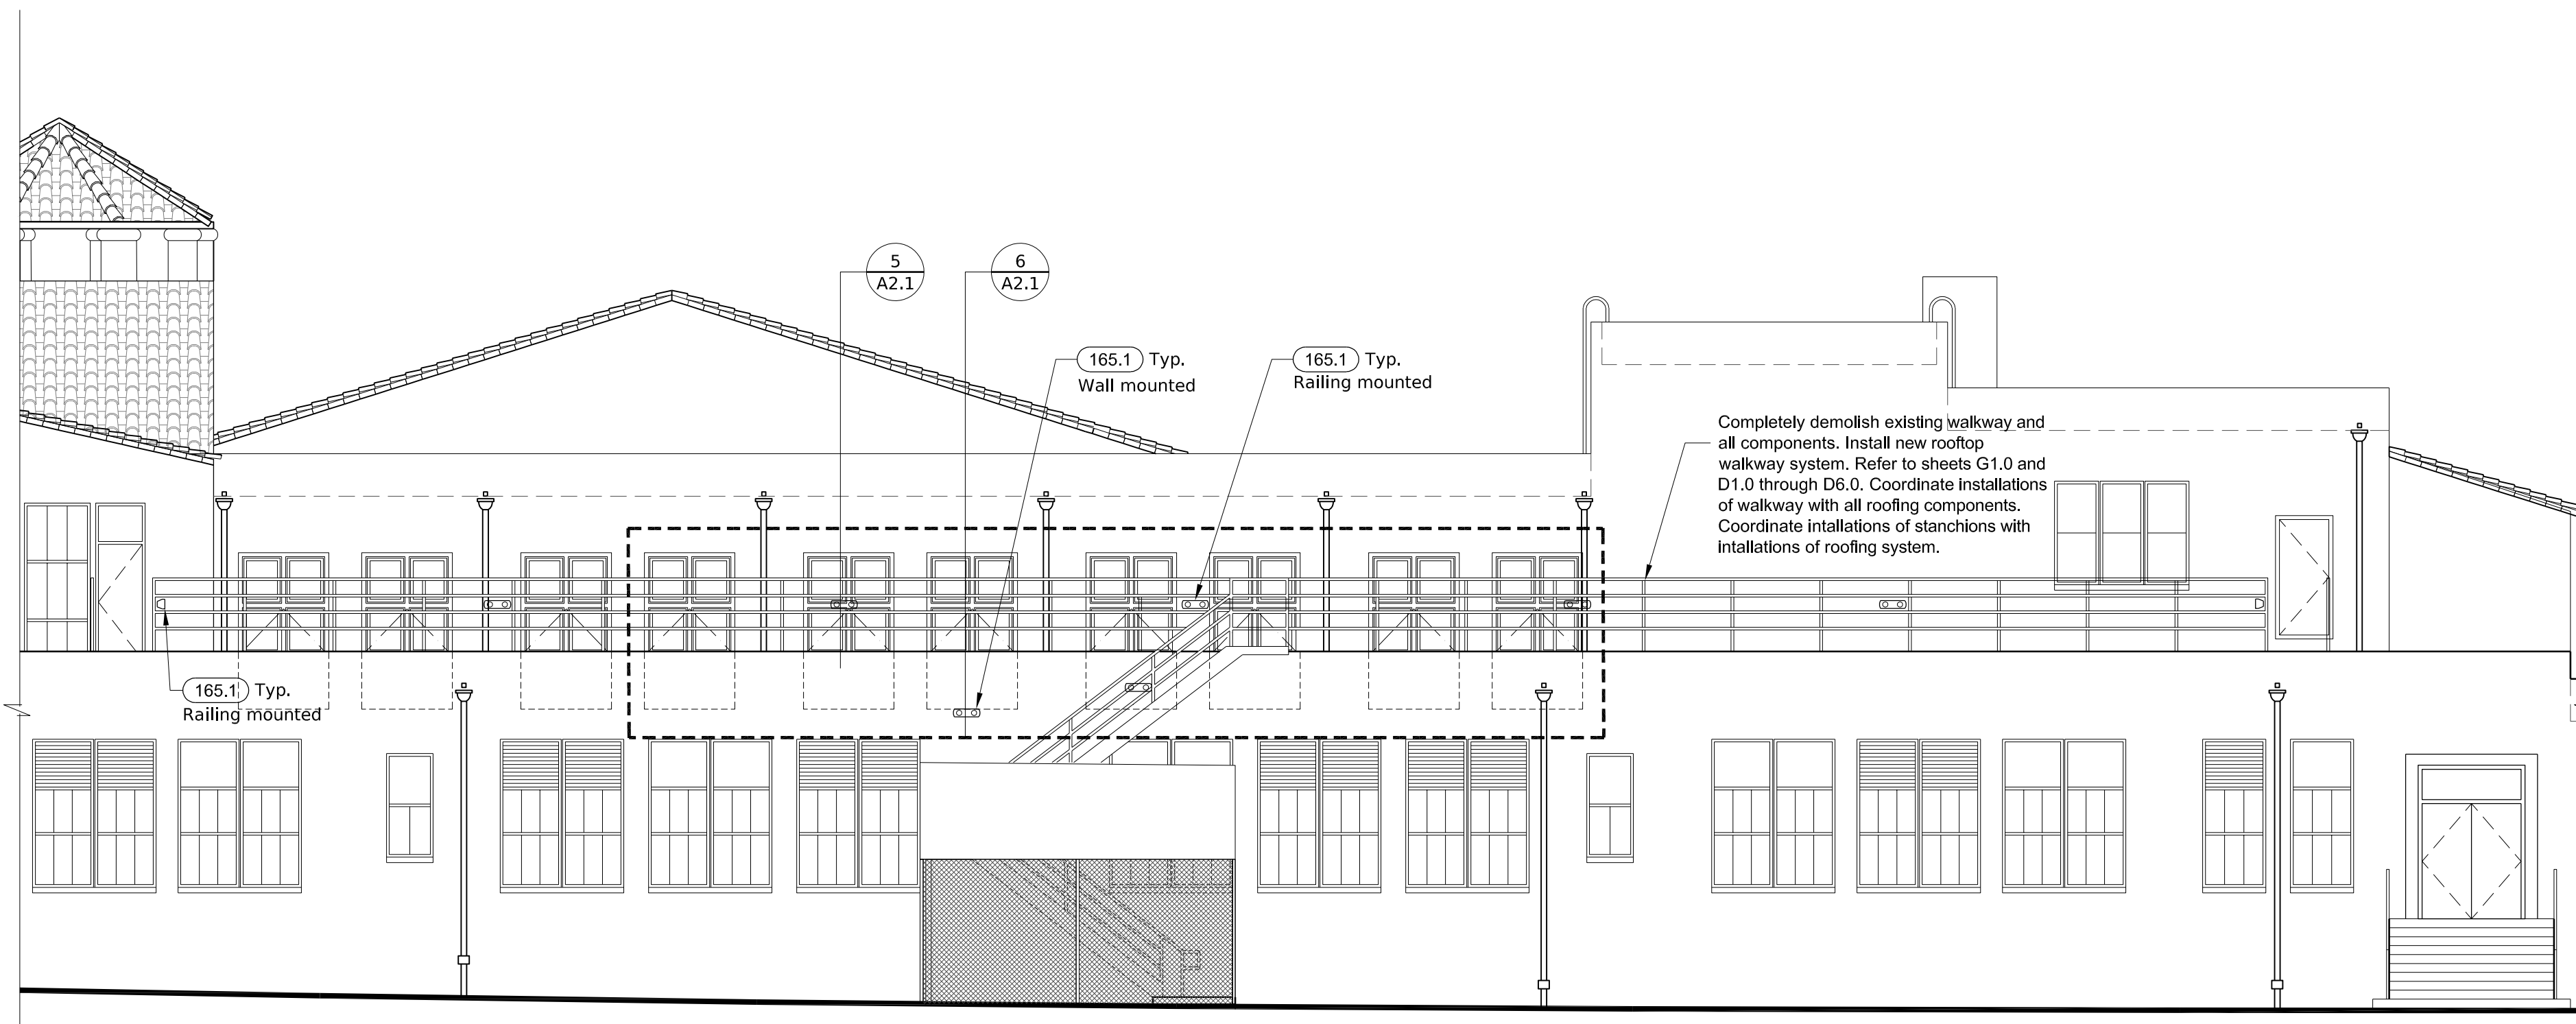 5
A2.1
6
A2.1
165.1 Typ.
Wall mounted
165.1 Typ.
Railing mounted
Completely demolish existing walkway and
all components. Install new rooftop
walkway system. Refer to sheets G1.0 and
D1.0 through D6.0. Coordinate installations
of walkway with all roofing components.
Coordinate intallations of stanchions with
intallations of roofing system.
165.1 Typ.
Railing mounted